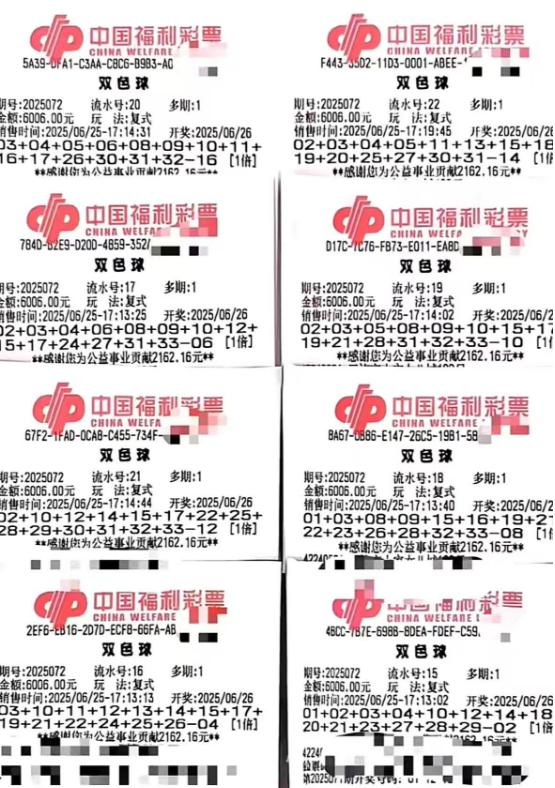 中国福利彩票
CHINA WELFARE
5A39-DFA1-C3AA-C8C6-B9B3-A0
双色球
期号:2025072 流水号:20 多期:1
金额:6006.00元 玩 法:复式
销售时间:2025/06/25-17:14:31 开奖:2025/06/26
03+04+05+06+08+09+10+11+
16+17+26+30+31+32-16 [1倍]
**感谢您为公益事业贡献2162.16元**
中国福利彩票
CHINA WELFARE
F443-35D2-11D3-0001-ABEE-
双色球
期号:2025072 流水号:22 多期:1
金额:6006.00元 玩 法:复式
销售时间:2025/06/25-17:19:45 开奖:2025/06/2
02+03+04+05+11+13+15+18
19+20+25+27+30+31-14 [1倍]
**感谢您为公益事业贡献2162.16元**
中国福利彩票
CHINA WELFA
784D-62E9-D20D-4859-352
双色球
期号:2025072 流水号:17 多期:1
金额:6006.00元 玩 法:复式
销售时间:2025/06/25-17:13:25 开奖:2025/06/26
02+03+04+06+08+09+10+12+
15+17+24+27+31+33-06 [1倍]
**感谢您为公益事业贡献2162.16元**
中国福利彩票
CHINA WELFARE
D17C-7C76-FB73-E011-EA8D
双色球
期号:2025072 流水号:19 多期:1
金额:6006.00元 玩 法:复式
销售时间:2025/06/25-17:14:02 开奖:2025/06/2
02+03+05+08+09+10+15+17
19+21+28+31+32+33-10 [1倍]
**感谢您为公益事业贡献2162.16元**
中国福利彩票
CHINA WELFA
67F2-1FAD-0CA8-C455-734F-
双色球
期号:2025072 流水号:21 多期:1
金额:6006.00元 玩 法:复式
销售时间:2025/06/25-17:14:44 开奖:2025/06/26
02+10+12+14+15+17+22+25+
28+29+30+31+32+33-12 [1倍]
**感谢您为公益事业贡献2162.16元**
中国福利彩票
CHINA WELFARE
BA67-0886-E147-26C5-19B1-58
双色球
期号:2025072 流水号:18 多期:1
金额:6006.00元 玩 法:复式
销售时间:2025/06/25-17:13:40 开奖:2025/06/2
01+03+08+09+15+16+19+21
22+23+26+28+32+33-08 [1倍]
**感谢您为公益事业贡献2162.16元**
中国福利彩票
CHINA WELFARE
2EF6-EB16-2D7D-ECFB-66FA-AB
双色球
期号:2025072 流水号:16 多期:1
金额:6006.00元 玩 法:复式
销售时间:2025/06/25-17:13:13 开奖:2025/06/26
03+10+11+12+13+14+15+17+
19+21+22+24+25+26-04 [1倍]
**感谢您为公益事业贡献2162.16元**
中国福利彩票
CHINA WELFARE
48CC-7B7E-698B-8DEA-FDEF-C59
双色球
期号:2025072 流水号:15 多期:1
金额:6006.00元 玩 法:复式
销售时间:2025/06/25-17:13:02 开奖:2025/06/2
01+02+03+04+10+12+14+18
20+21+23+27+28+29-02 [1倍]
**感谢您为公益事业贡献2162.16元**